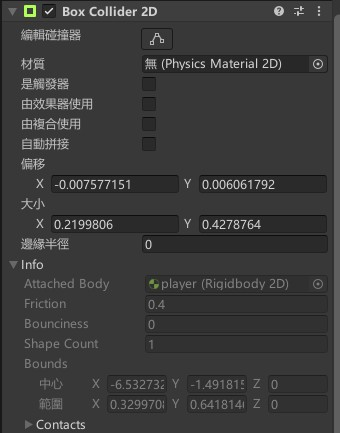 Box Collider 2D
編輯碰撞器
材質 無 (Physics Material 2D)
是觸發器
由效果器使用
由複合使用
自動拼接
偏移
X -0.007577151 Y 0.006061792
大小
X 0.2199806 Y 0.4278764
邊緣半徑 0
Info
Attached Body player (Rigidbody 2D)
Friction 0.4
Bounciness 0
Shape Count 1
Bounds
中心 X -6.532732 Y -1.491815 Z 0
範圍 X 0.3299708 Y 0.6418146 Z 0
Contacts